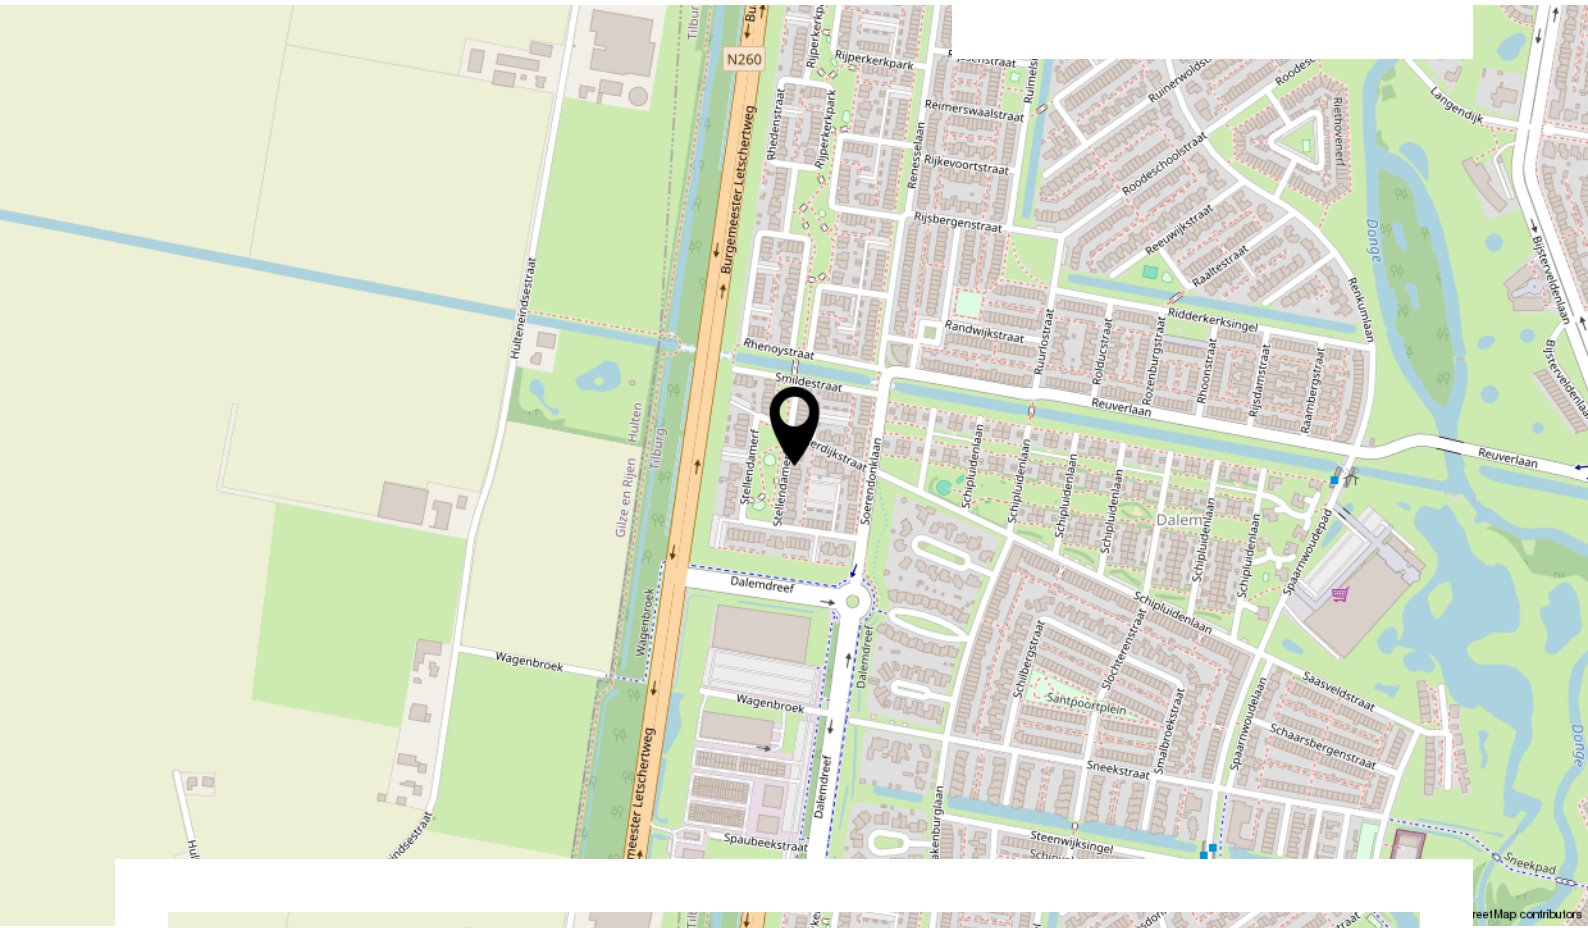 N260
Rijperkerkpark
Rijperkerkpark
Rhedenstraat
Burgemeester Letschertweg
Renesselaan
Reimerswaalstraat
Rijkevoortstraat
Rijsbergenstraat
Roodeschoolstraat
Reeuwijkstraat
Raaltestraat
Riethovenerf
Langendijk
Donge
Bijsterveldenlaan
Renkumlaan
Hulteneindsestraat
Rhenoystraat
Smildestraat
Randwijkstraat
Ruurlostraat
Rolducstraat
Rozenburgstraat
Rhoonstraat
Rijsdamstraat
Raambergstraat
Ridderkerksingel
Reuverlaan
Reuverlaan
Gilze en Rijen
Hulten
Tilburg
Stellendamerf
Soerendonklaan
Schipluidenlaan
Schipluidenlaan
Schipluidenlaan
Schipluidenlaan
Schipluidenlaan
Schipluidenlaan
Schipluidenlaan
Dalem
Spaarnwoudepad
Dalemdreef
Dalemdreef
Dalemdreef
Wagenbroek
Wagenbroek
Wagenbroek
Schilbergstraat
Slochterenstraat
Santpoortplein
Smalbroekstraat
Sneekstraat
Spaarnwoudelaan
Saasveldstraat
Schaarsbergenstraat
Donge
Spaubeekstraat
Steenwijksingel
Sneekpad
reetMap contributors